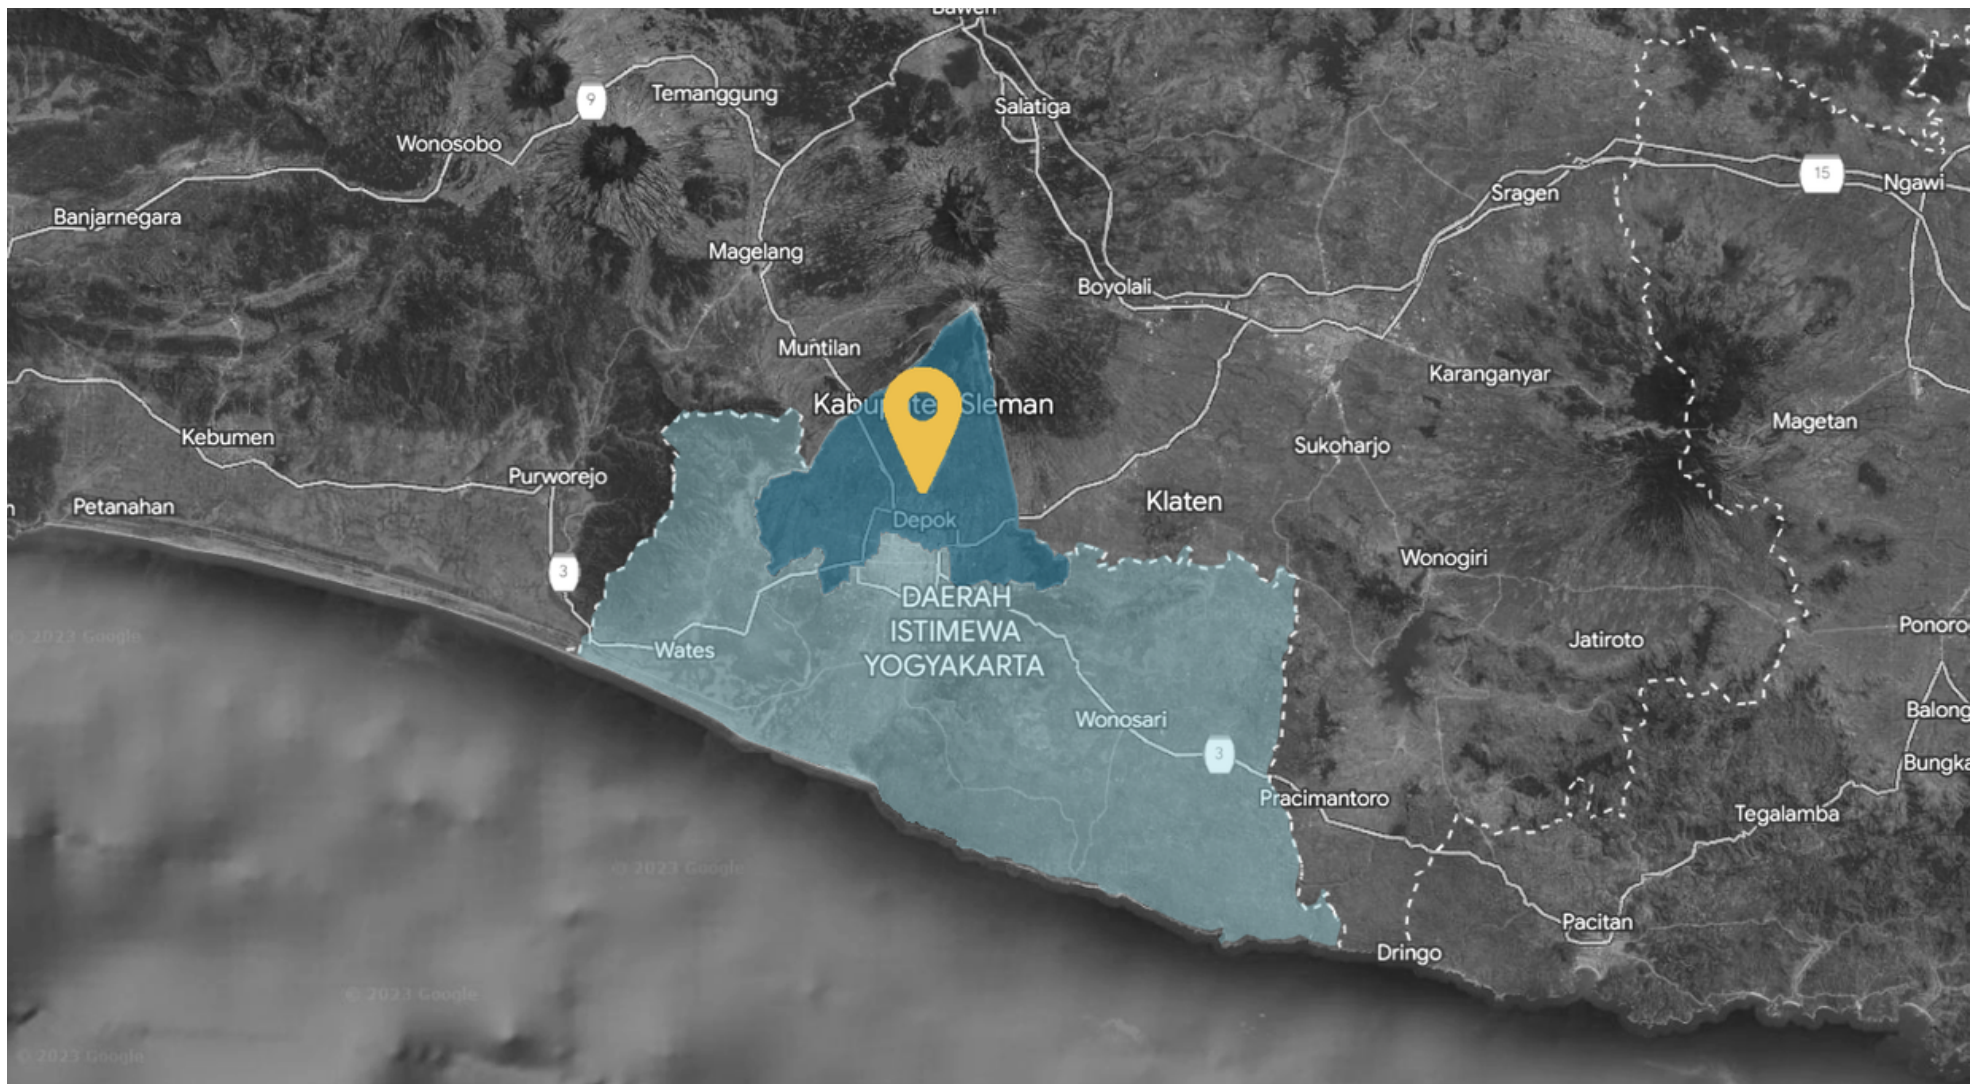 Bawen
9
Temanggung
Salatiga
Wonosobo
15
Ngawi
Sragen
Banjarnegara
Magelang
Boyolali
Muntilan
Karanganyar
Kabupaten Sleman
Magetan
Kebumen
Sukoharjo
Purworejo
Klaten
Petanahan
Depok
Wonogiri
3
DAERAH
ISTIMEWA
YOGYAKARTA
© 2023 Google
Ponoro
Jatiroto
Wates
Balong
Wonosari
3
Bungka
Pracimantoro
Tegalamba
© 2023 Google
Pacitan
Dringo
© 2023 Google
© 2023 Google